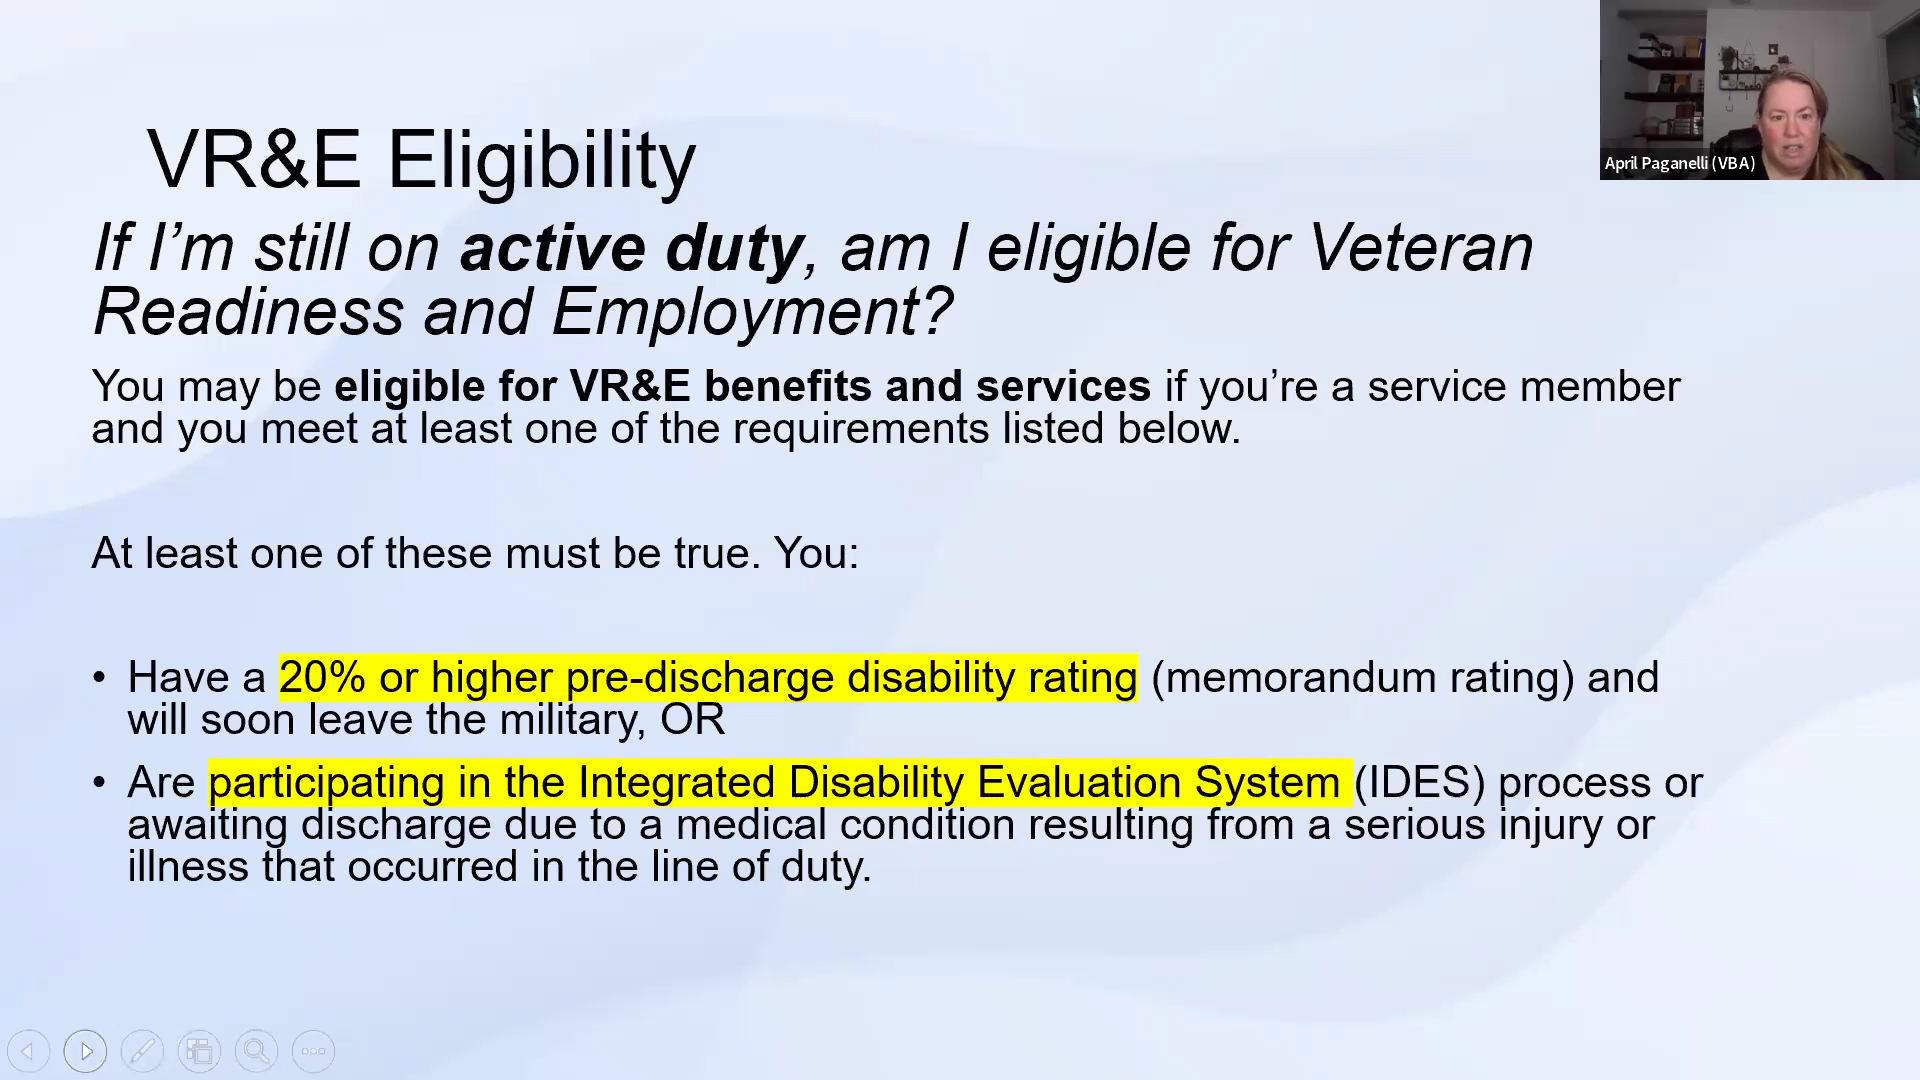 VR&E Eligibility
April Paganelli (VBA)
If I’m still on active duty, am I eligible for Veteran
Readiness and Employment?
You may be eligible for VR&E benefits and services if you’re a service member
and you meet at least one of the requirements listed below.
At least one of these must be true. You:
• Have a 20% or higher pre-discharge disability rating (memorandum rating) and
will soon leave the military, OR
• Are participating in the Integrated Disability Evaluation System (IDES) process or
awaiting discharge due to a medical condition resulting from a serious injury or
illness that occurred in the line of duty.